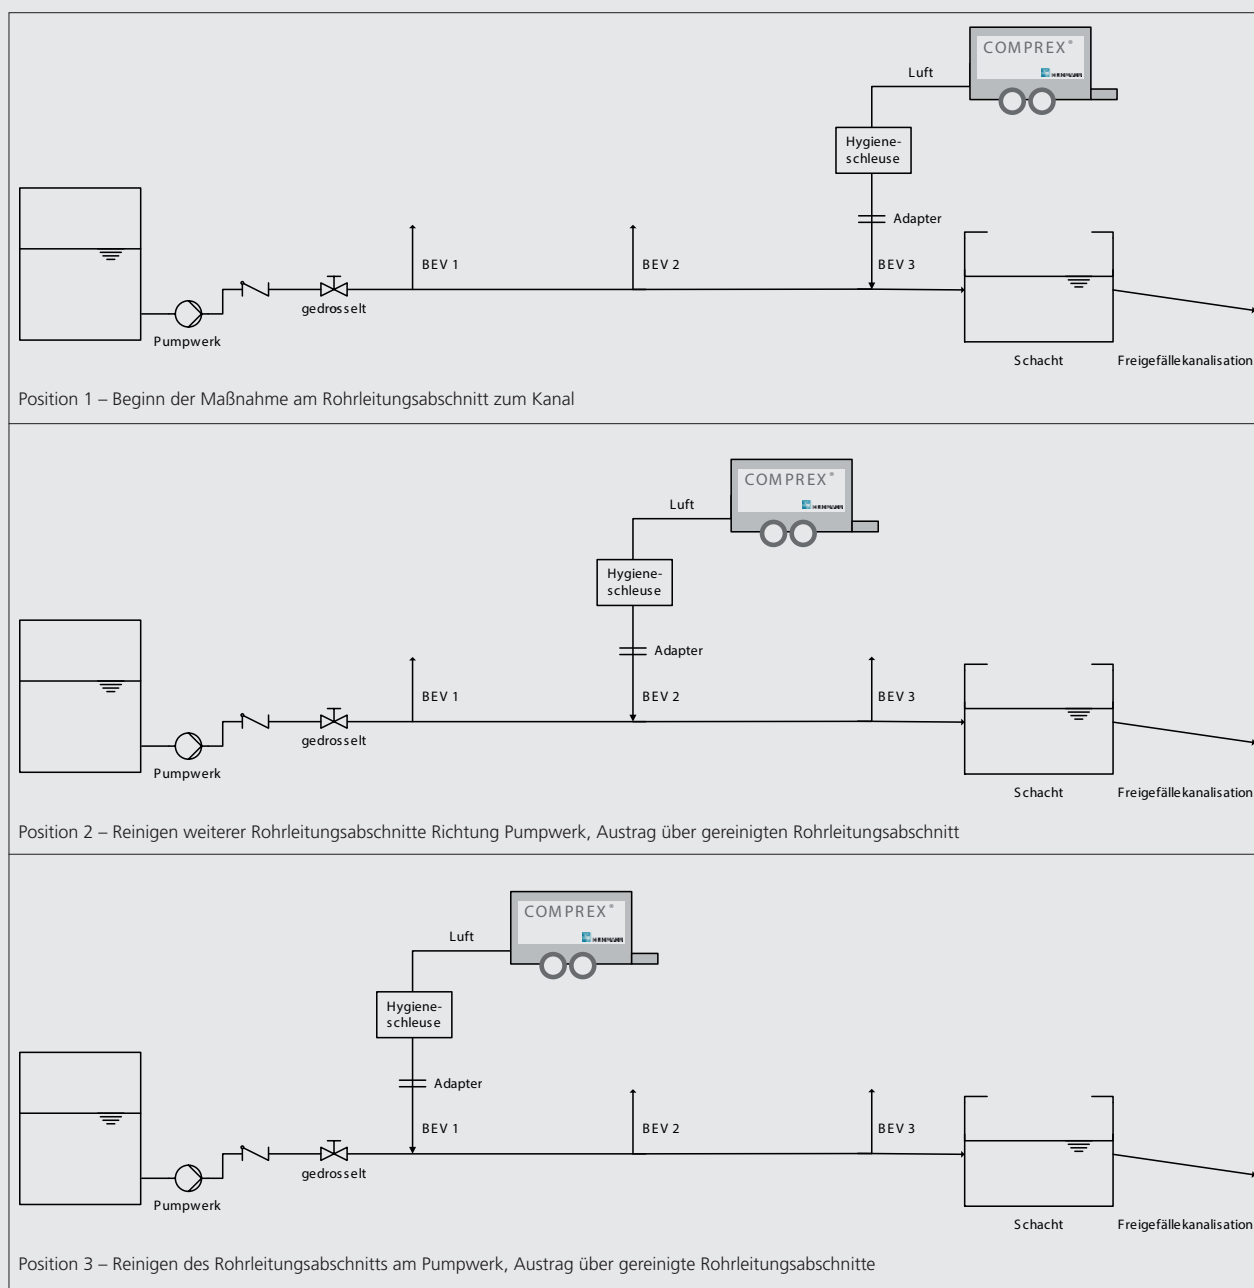 COMPREX®
Luft
Hygiene-
schleuse
Adapter
BEV 1
BEV 2
BEV 3
gedrosselt
Pumpwerk
Schacht
Freigefällekanalisation
Position 1 – Beginn der Maßnahme am Rohrleitungsabschnitt zum Kanal
COMPREX®
Luft
Hygiene-
schleuse
Adapter
BEV 1
BEV 2
BEV 3
gedrosselt
Pumpwerk
Schacht
Freigefällekanalisation
Position 2 – Reinigen weiterer Rohrleitungsabschnitte Richtung Pumpwerk, Austrag über gereinigten Rohrleitungsabschnitt
COMPREX®
Luft
Hygiene-
schleuse
Adapter
BEV 1
BEV 2
BEV 3
gedrosselt
Pumpwerk
Schacht
Freigefällekanalisation
Position 3 – Reinigen des Rohrleitungsabschnitts am Pumpwerk, Austrag über gereinigte Rohrleitungsabschnitte